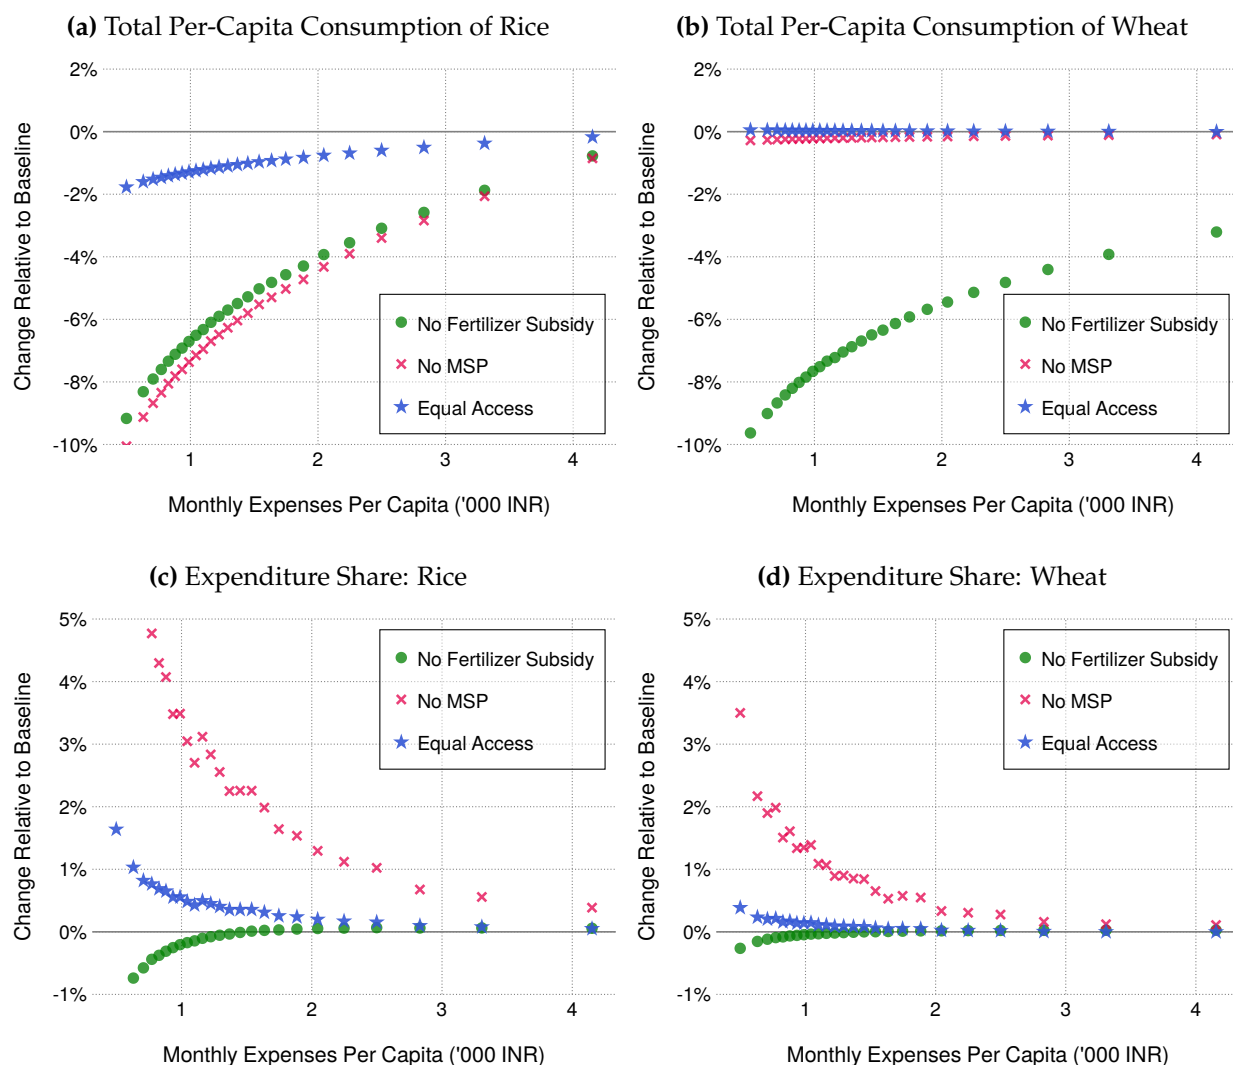 (a) Total Per-Capita Consumption of Rice
2%
0%
-2%
-4%
-6%
-8%
-10%
Change Relative to Baseline
No Fertilizer Subsidy
No MSP
Equal Access
1 2 3 4
Monthly Expenses Per Capita ('000 INR)
(b) Total Per-Capita Consumption of Wheat
2%
0%
-2%
-4%
-6%
-8%
-10%
Change Relative to Baseline
No Fertilizer Subsidy
No MSP
Equal Access
1 2 3 4
Monthly Expenses Per Capita ('000 INR)
(c) Expenditure Share: Rice
5%
4%
3%
2%
1%
0%
-1%
Change Relative to Baseline
No Fertilizer Subsidy
No MSP
Equal Access
1 2 3 4
Monthly Expenses Per Capita ('000 INR)
(d) Expenditure Share: Wheat
5%
4%
3%
2%
1%
0%
-1%
Change Relative to Baseline
No Fertilizer Subsidy
No MSP
Equal Access
1 2 3 4
Monthly Expenses Per Capita ('000 INR)